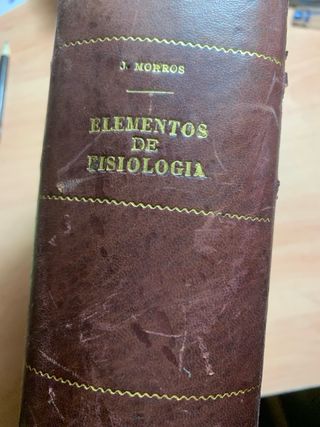 J. MORROS
ELEMENTOS
DE
FISIOLOGIA